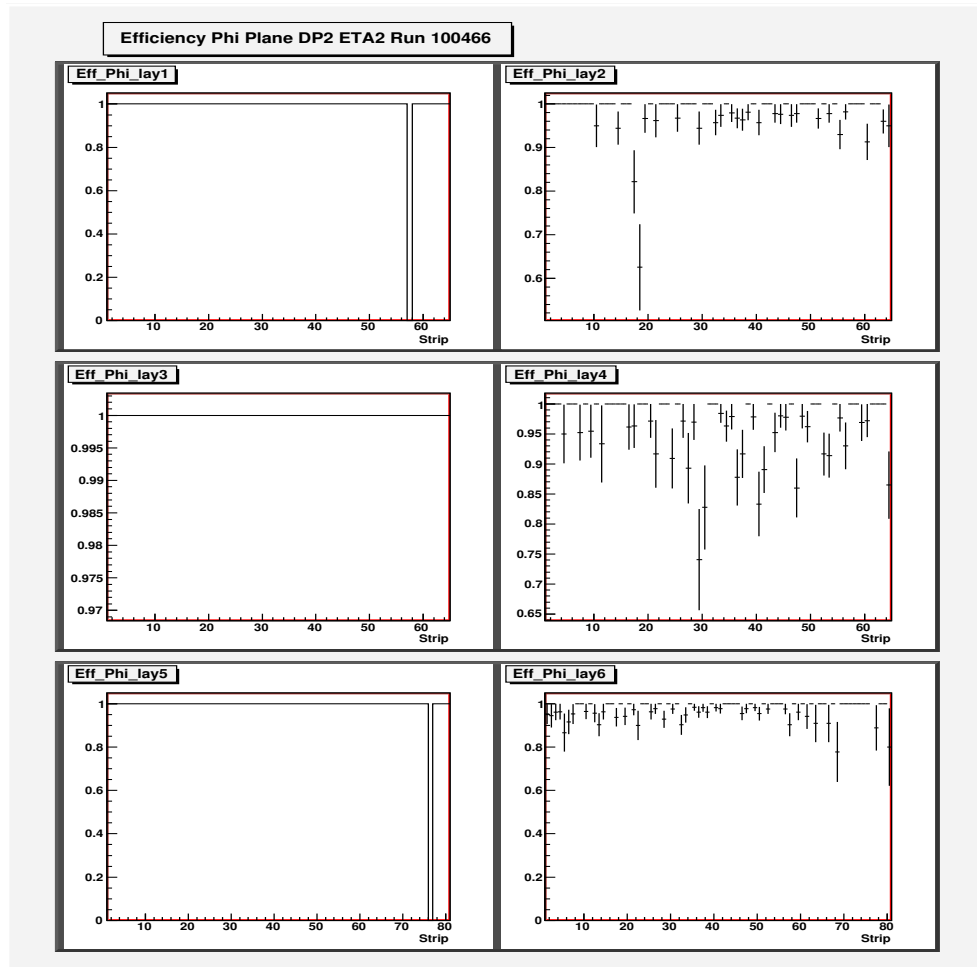 Efficiency Phi Plane DP2 ETA2 Run 100466
Eff_Phi_lay1
1
0.8
0.6
0.4
0.2
0
10 20 30 40 50 60
Strip
Eff_Phi_lay2
1
0.9
0.8
0.7
0.6
10 20 30 40 50 60
Strip
Eff_Phi_lay3
1
0.995
0.99
0.985
0.98
0.975
0.97
10 20 30 40 50 60
Strip
Eff_Phi_lay4
1
0.95
0.9
0.85
0.8
0.75
0.7
0.65
10 20 30 40 50 60
Strip
Eff_Phi_lay5
1
0.8
0.6
0.4
0.2
0
10 20 30 40 50 60 70 80
Strip
Eff_Phi_lay6
1
0.8
0.6
0.4
0.2
0
10 20 30 40 50 60 70 80
Strip